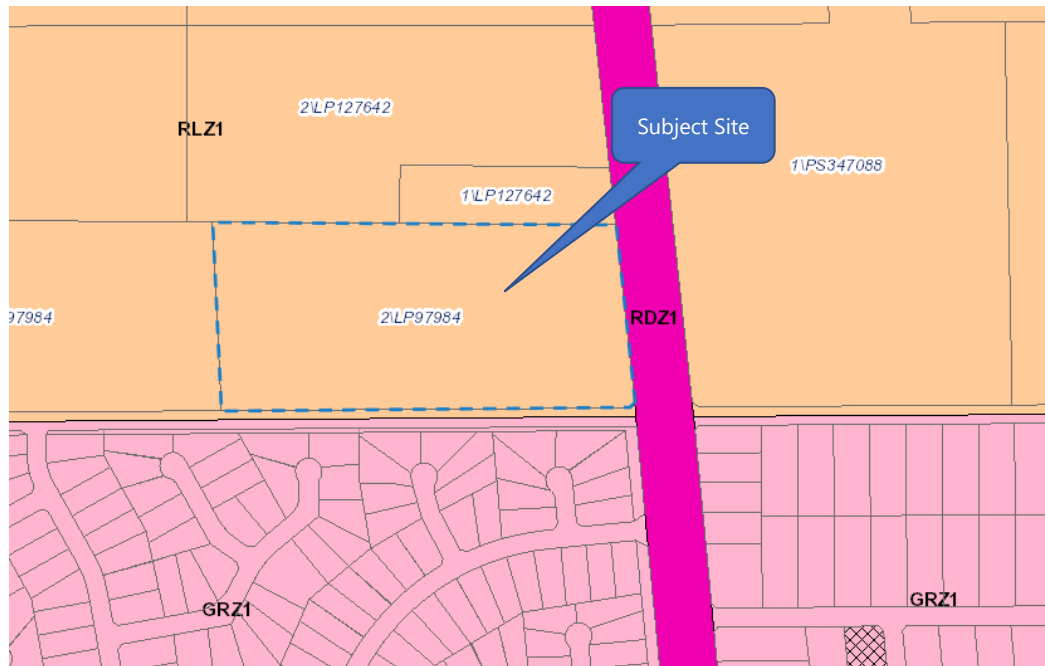 2\LP127642
RLZ1
Subject Site
1\PS347088
1\LP127642
97984
2\LP97984
RDZ1
GRZ1
GRZ1